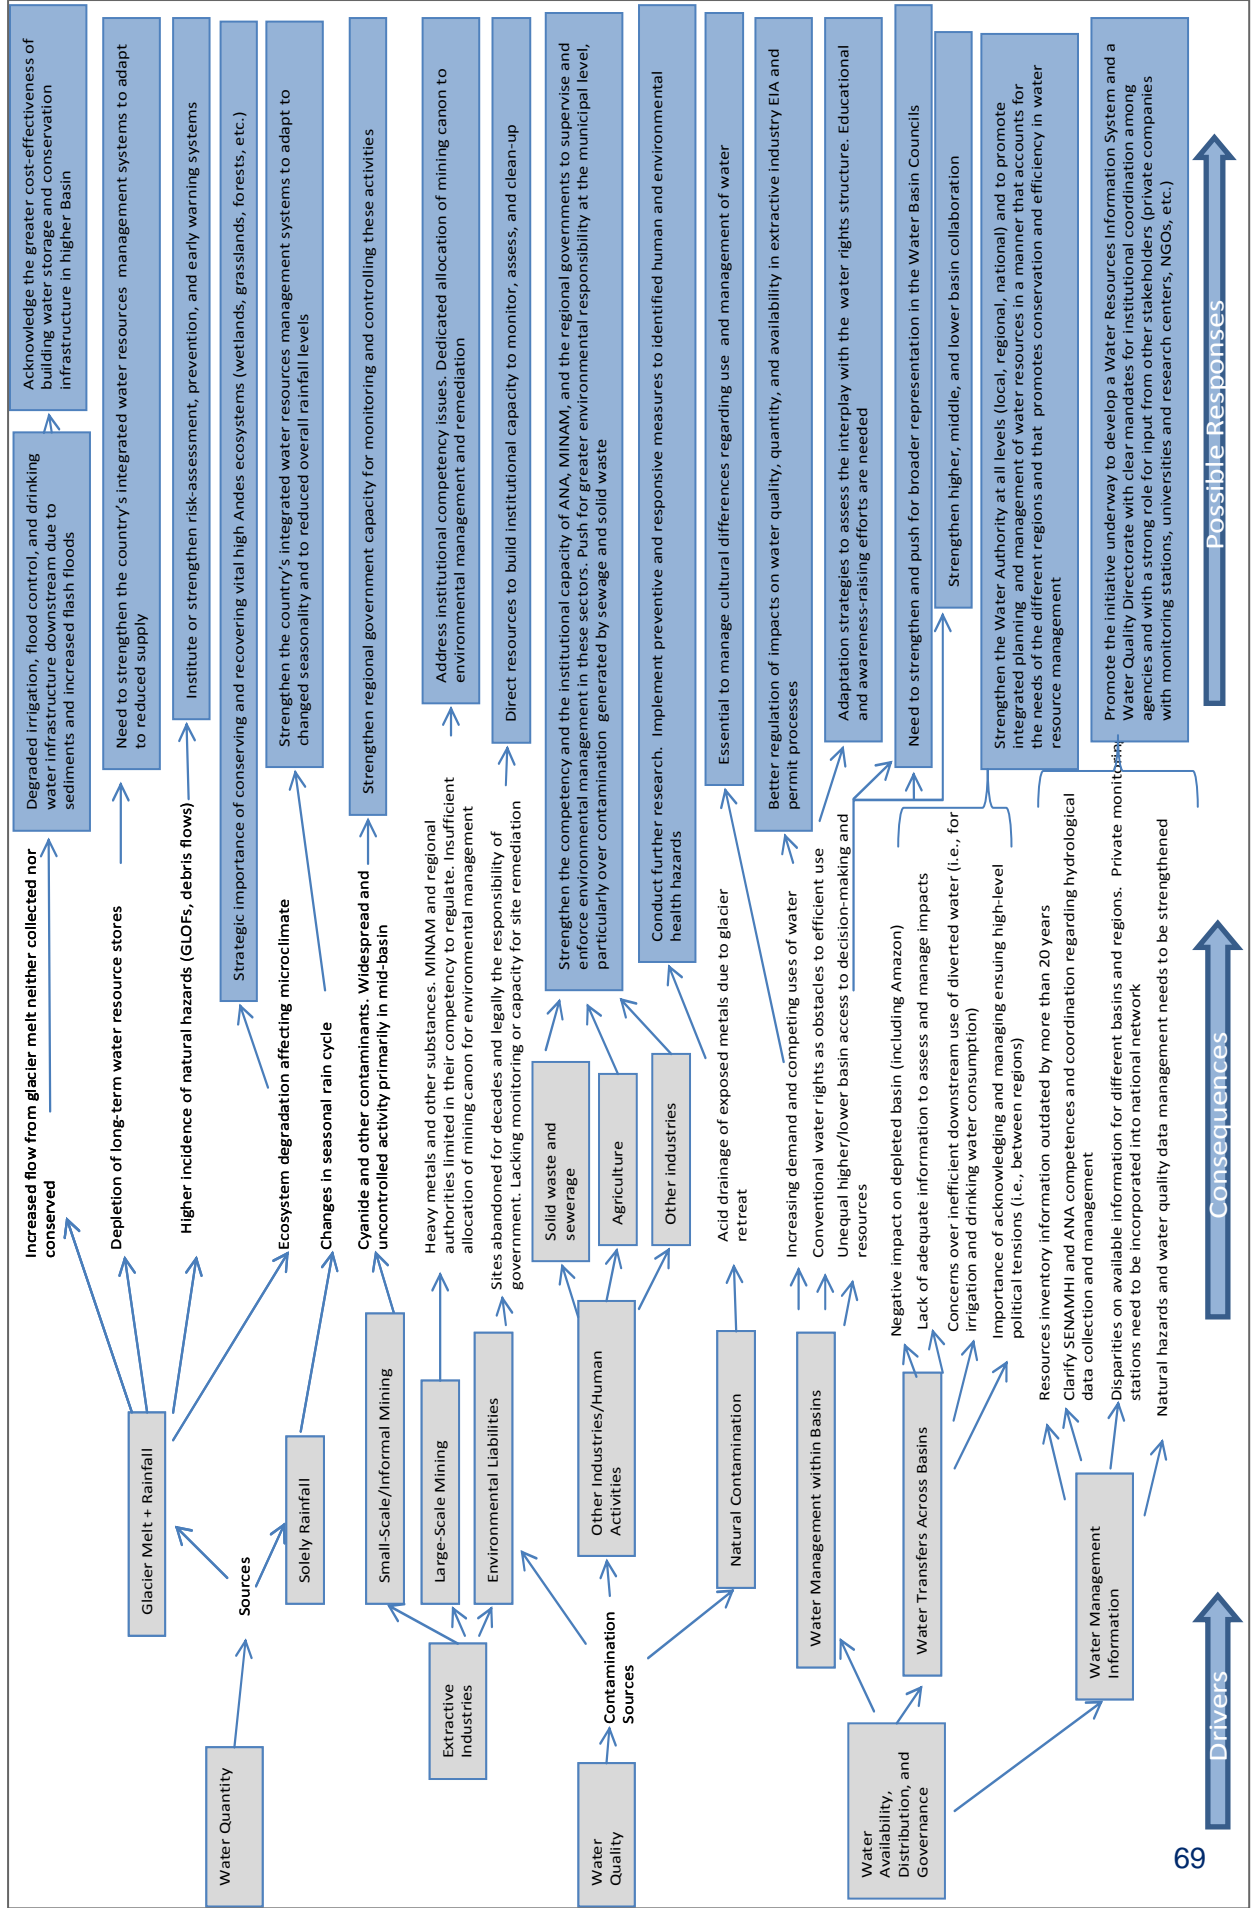 Water Quantity
Sources
Glacier Melt + Rainfall
Solely Rainfall
Increased flow from glacier melt neither collected nor
conserved
Degraded irrigation, flood control, and drinking
water infrastructure downstream due to
sediments and increased flash floods
Acknowledge the greater cost-effectiveness of
building water storage and conservation
infrastructure in higher Basin
Depletion of long-term water resource stores
Need to strengthen the country's integrated water resources management systems to adapt
to reduced supply
Higher incidence of natural hazards (GLOFs, debris flows)
Institute or strengthen risk-assessment, prevention, and early warning systems
Ecosystem degradation affecting microclimate
Strategic importance of conserving and recovering vital high Andes ecosystems (wetlands, grasslands, forests, etc.)
Changes in seasonal rain cycle
Strengthen the country's integrated water resources management systems to adapt to
changed seasonality and to reduced overall rainfall levels
Water
Quality
Contamination
Sources
Extractive
Industries
Small-Scale/Informal Mining
Large-Scale Mining
Environmental Liabilities
Other Industries/Human
Activities
Natural Contamination
Cyanide and other contaminants. Widespread and
uncontrolled activity primarily in mid-basin
Strengthen regional government capacity for monitoring and controlling these activities
Heavy metals and other substances. MINAM and regional
authorities limited in their competency to regulate. Insufficient
allocation of mining canon for environmental management
Address institutional competency issues. Dedicated allocation of mining canon to
environmental management and remediation
Sites abandoned for decades and legally the responsibility of
government. Lacking monitoring or capacity for site remediation
Direct resources to build institutional capacity to monitor, assess, and clean-up
Solid waste and
sewerage
Agriculture
Other industries
Strengthen the competency and the institutional capacity of ANA, MINAM, and the regional governments to supervise and
enforce environmental management in these sectors. Push for greater environmental responsibility at the municipal level,
particularly over contamination generated by sewage and solid waste
Acid drainage of exposed metals due to glacier
retreat
Conduct further research. Implement preventive and responsive measures to identified human and environmental
health hazards
Water
Availability,
Distribution, and
Governance
Water Management within Basins
Water Transfers Across Basins
Water Management
Information
Increasing demand and competing uses of water
Conventional water rights as obstacles to efficient use
Unequal higher/lower basin access to decision-making and
resources
Essential to manage cultural differences regarding use and management of water
Better regulation of impacts on water quality, quantity, and availability in extractive industry EIA and
permit processes
Adaptation strategies to assess the interplay with the water rights structure. Educational
and awareness-raising efforts are needed
Need to strengthen and push for broader representation in the Water Basin Councils
Strengthen higher, middle, and lower basin collaboration
Negative impact on depleted basin (including Amazon)
Lack of adequate information to assess and manage impacts
Concerns over inefficient downstream use of diverted water (i.e., for
irrigation and drinking water consumption)
Importance of acknowledging and managing ensuing high-level
political tensions (i.e., between regions)
Strengthen the Water Authority at all levels (local, regional, national) and to promote
integrated planning and management of water resources in a manner that accounts for
the needs of the different regions and that promotes conservation and efficiency in water
resource management
Resources inventory information outdated by more than 20 years
Clarify SENAMHI and ANA competences and coordination regarding hydrological
data collection and management
Disparities on available information for different basins and regions. Private monitoring
stations need to be incorporated into national network
Natural hazards and water quality data management needs to be strengthened
Promote the initiative underway to develop a Water Resources Information System and a
Water Quality Directorate with clear mandates for institutional coordination among
agencies and with a strong role for input from other stakeholders (private companies
with monitoring stations, universities and research centers, NGOs, etc.)
Drivers
Consequences
Possible Responses
69